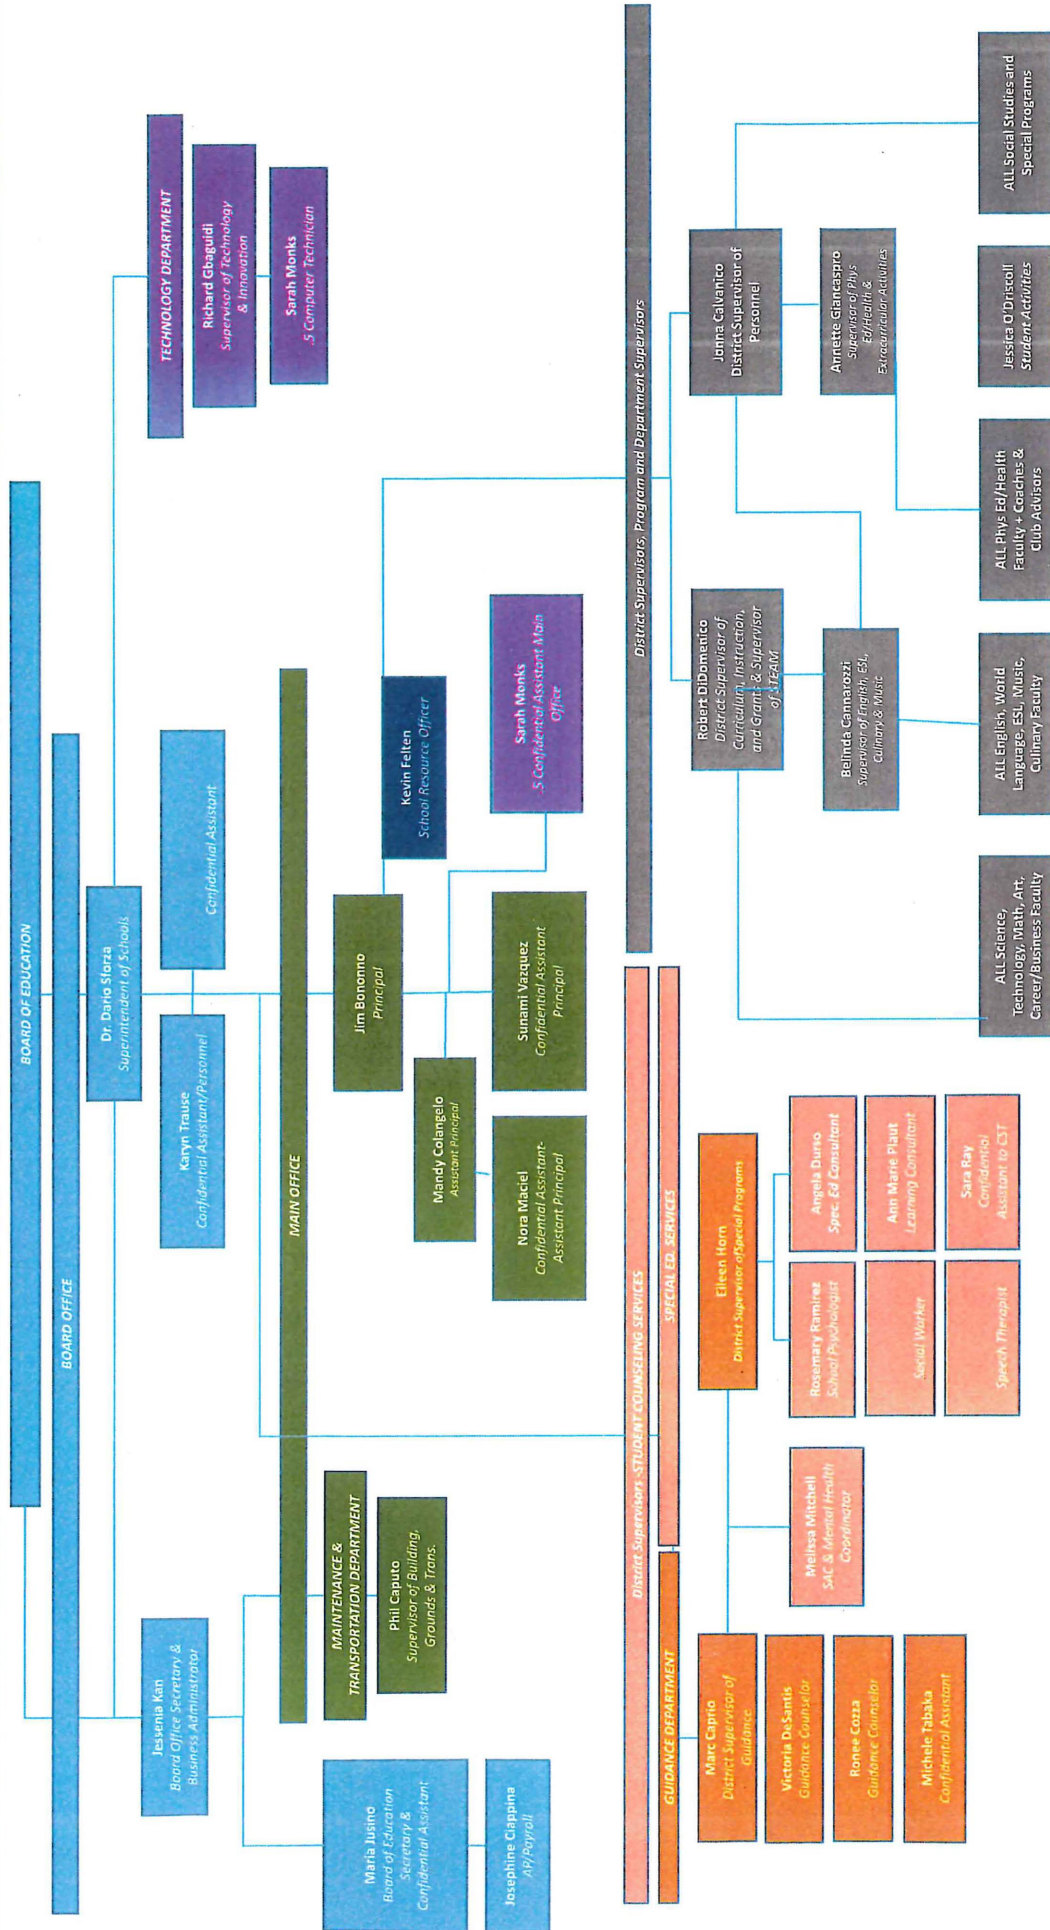 BOARD OF EDUCATION
BOARD OFFICE
Jessenia Kan
Board Office Secretary &
Business Administrator
Dr. Dario Sforza
Superintendent of Schools
TECHNOLOGY DEPARTMENT
Richard Gbaguidi
Supervisor of Technology
& Innovation
Sarah Monks
.5 Computer Technician
Karyn Trause
Confidential Assistant/Personnel
Confidential Assistant
Maria Jusino
Board of Education
Secretary &
Confidential Assistant
Josephine Ciappina
AP/Payroll
MAIN OFFICE
MAINTENANCE &
TRANSPORTATION DEPARTMENT
Phil Caputo
Supervisor of Building,
Grounds & Trans.
Jim Bononno
Principal
Kevin Felten
School Resource Officer
Mandy Colangelo
Assistant Principal
Nora Maciel
Confidential Assistant-
Assistant Principal
Sunami Vazquez
Confidential Assistant
Principal
Sarah Monks
.5 Confidential Assistant Main
Office
District Supervisors -STUDENT COUNSELING SERVICES
GUIDANCE DEPARTMENT
SPECIAL ED. SERVICES
Marc Caprio
District Supervisor of
Guidance
Victoria DeSantis
Guidance Counselor
Ronee Cozza
Guidance Counselor
Michele Tabaka
Confidential Assistant
Melissa Mitchell
SAC & Mental Health
Coordinator
Eileen Horn
District Supervisor ofSpecial Programs
Rosemary Ramirez
School Psychologist
Angela Durso
Spec. Ed Consultant
Social Worker
Ann Marie Plaut
Learning Consultant
Speech Therapist
Sara Ray
Confidential
Assistant to CST
District Supervisors, Program and Department Supervisors
Robert DiDomenico
District Supervisor of
Curriculum, Instruction,
and Grants & Supervisor
of STEAM
Janna Calvanico
District Supervisor of
Personnel
Belinda Cannarozzi
Supervisor of English, ESL,
Culinary & Music
Annette Giancaspro
Supervisor of Phys
Ed/Health &
Extracurricular Activities
ALL Science,
Technology, Math, Art,
Career/Business Faculty
ALL English, World
Language, ESL, Music,
Culinary Faculty
ALL Phys Ed/Health
Faculty + Coaches &
Club Advisors
Jessica O'Driscoll
Student Activities
ALL Social Studies and
Special Programs